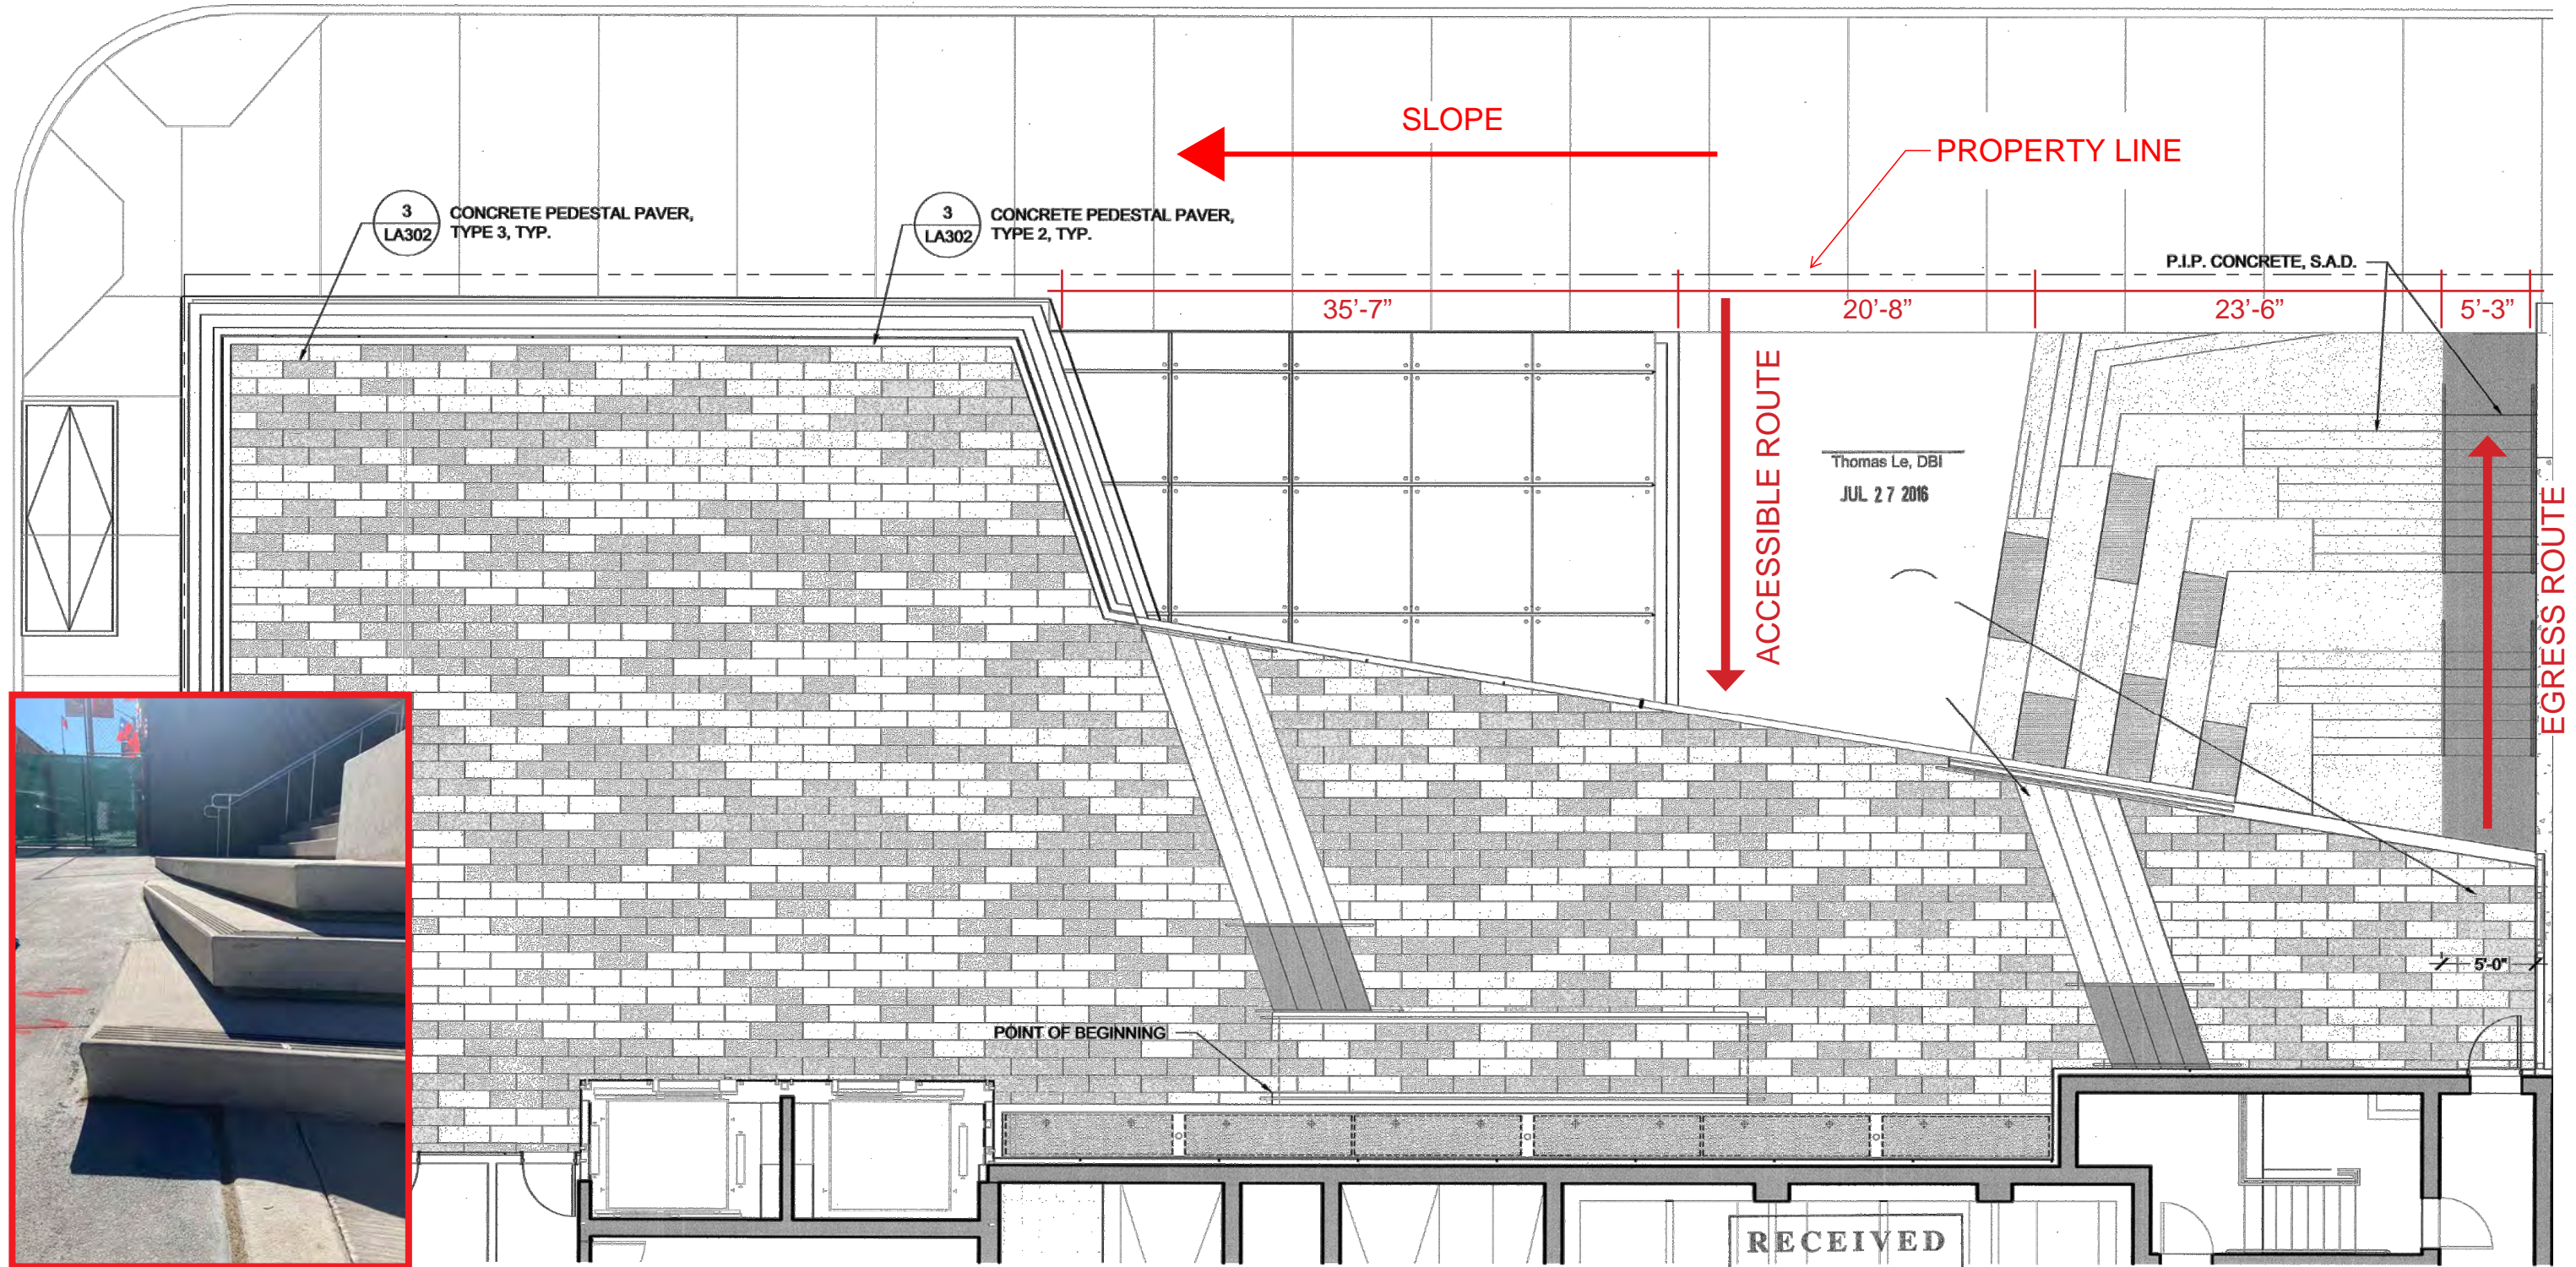 SLOPE
PROPERTY LINE
3
LA302
CONCRETE PEDESTAL PAVER,
TYPE 3, TYP.
3
LA302
CONCRETE PEDESTAL PAVER,
TYPE 2, TYP.
P.I.P. CONCRETE, S.A.D.
35'-7”
20'-8”
23'-6”
5'-3”
ACCESSIBLE ROUTE
Thomas Le, DBI
JUL 27 2016
EGRESS ROUTE
5'-0"
POINT OF BEGINNING
RECEIVED